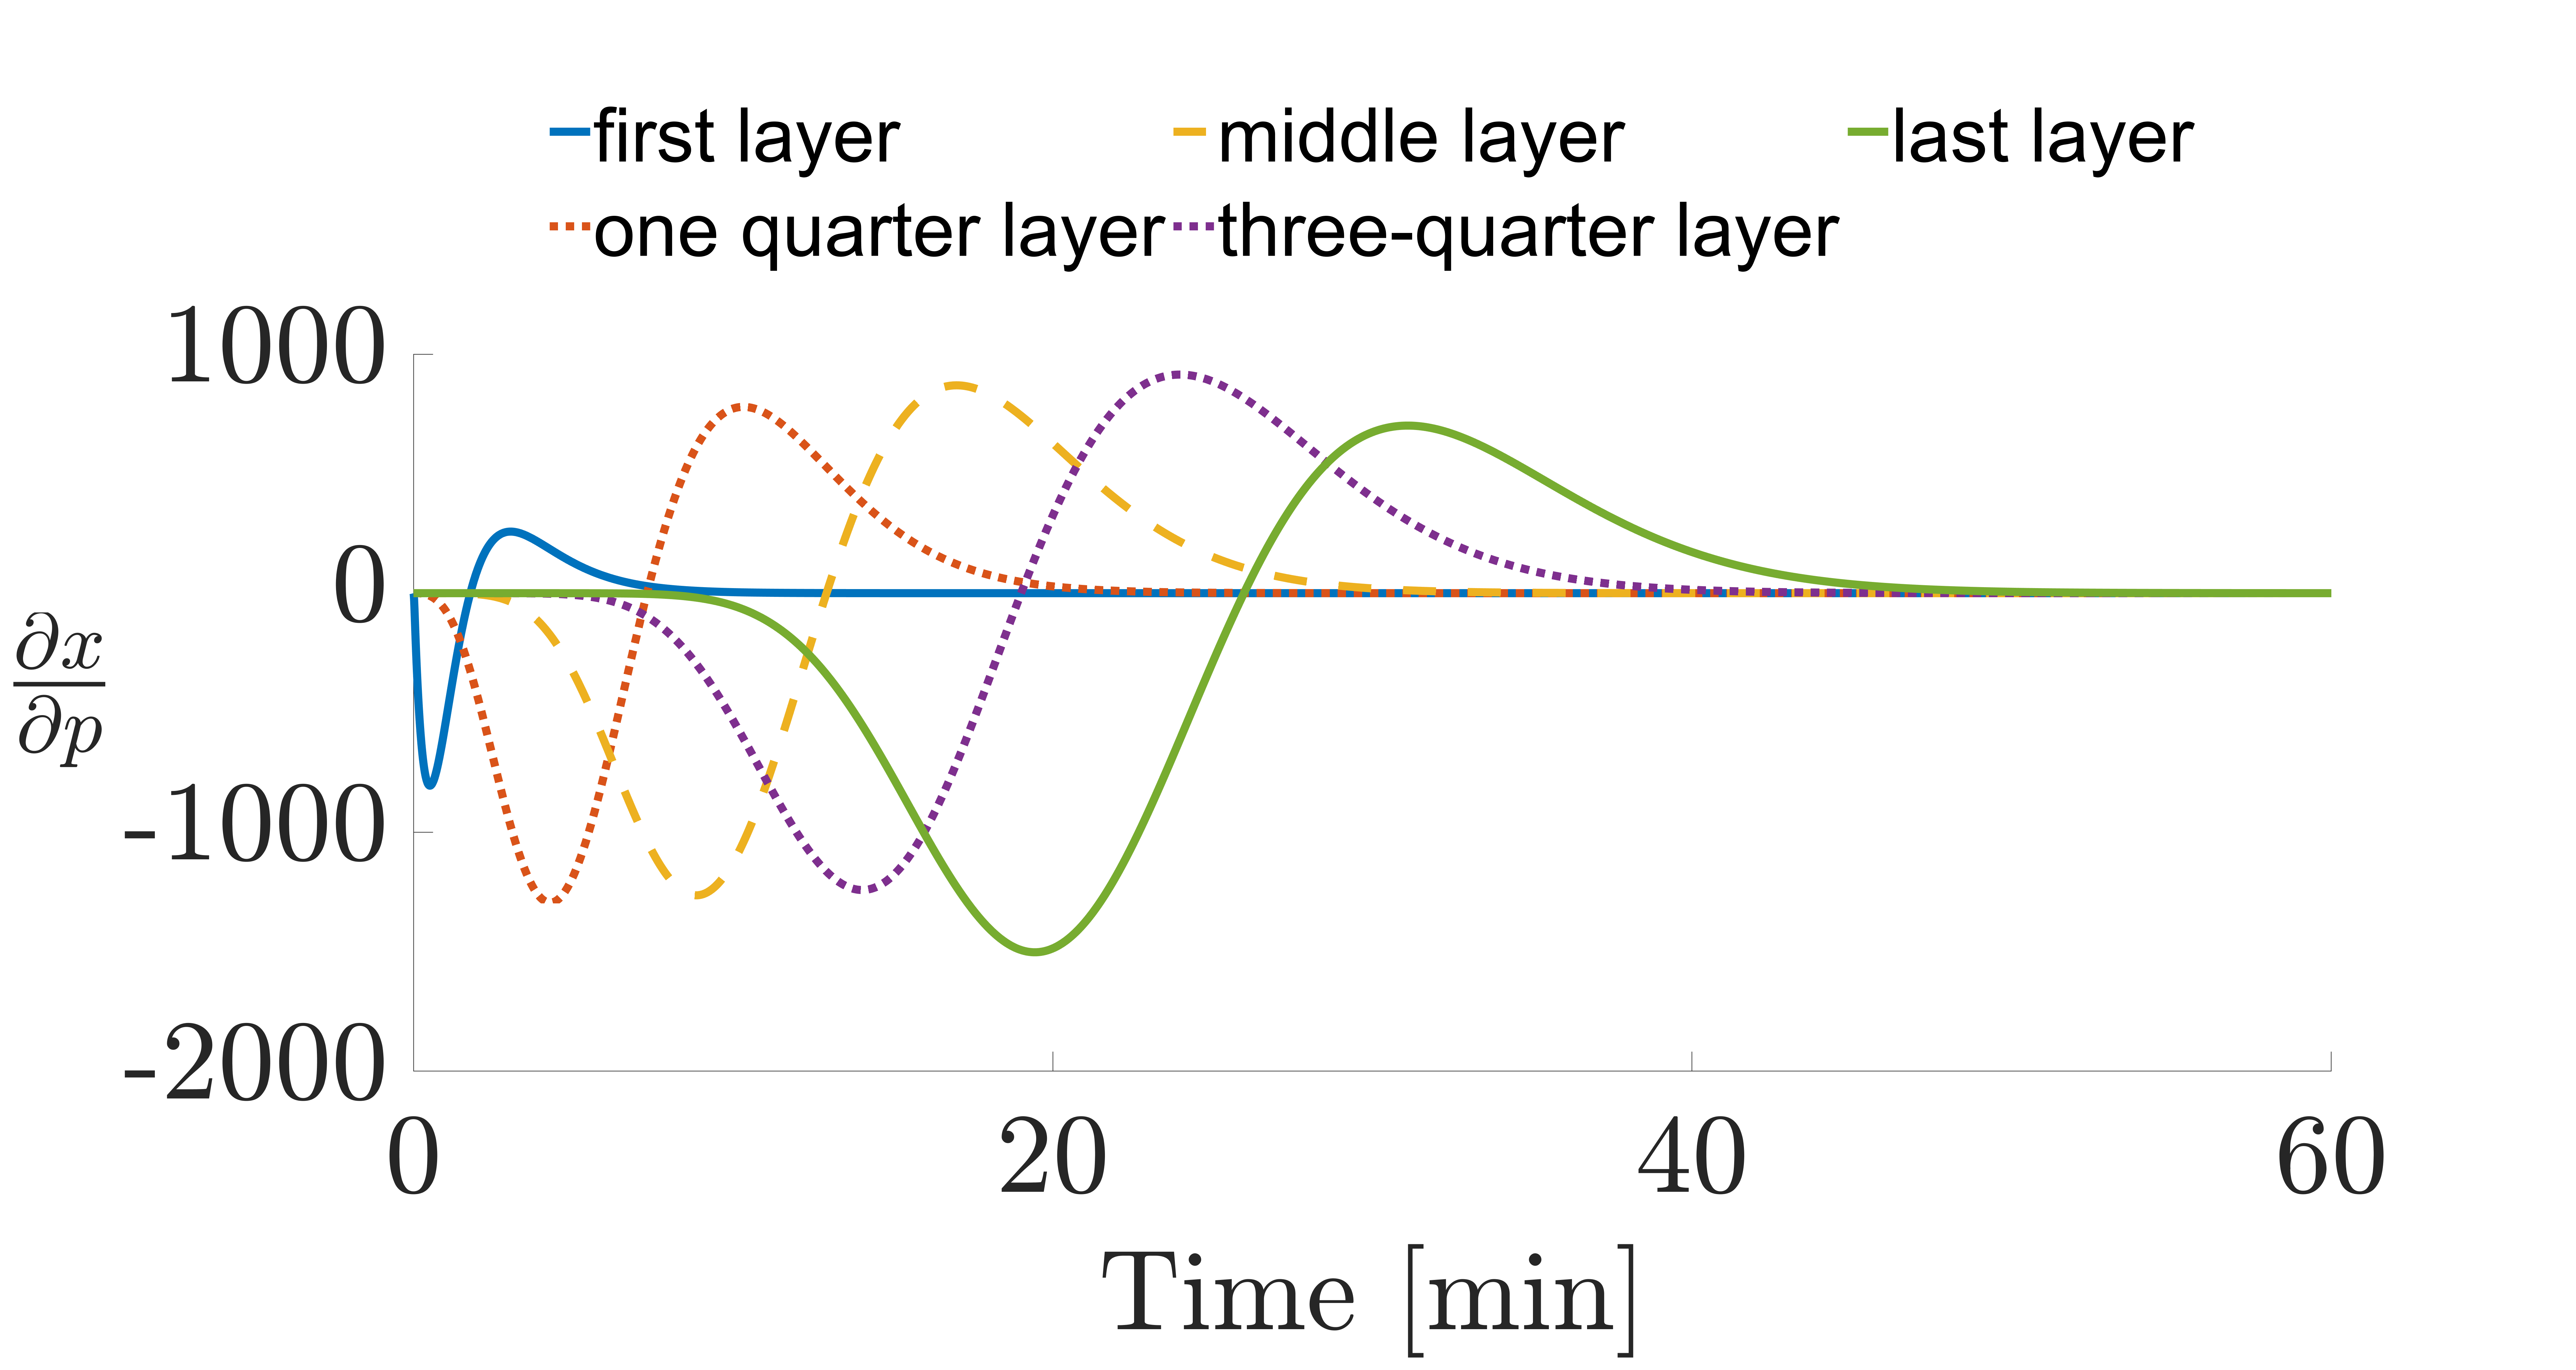 first layer middle layer last layer
one quarter layer three-quarter layer
1000
0
∂x
∂p
-1000
-2000
0 20 40 60
Time [min]